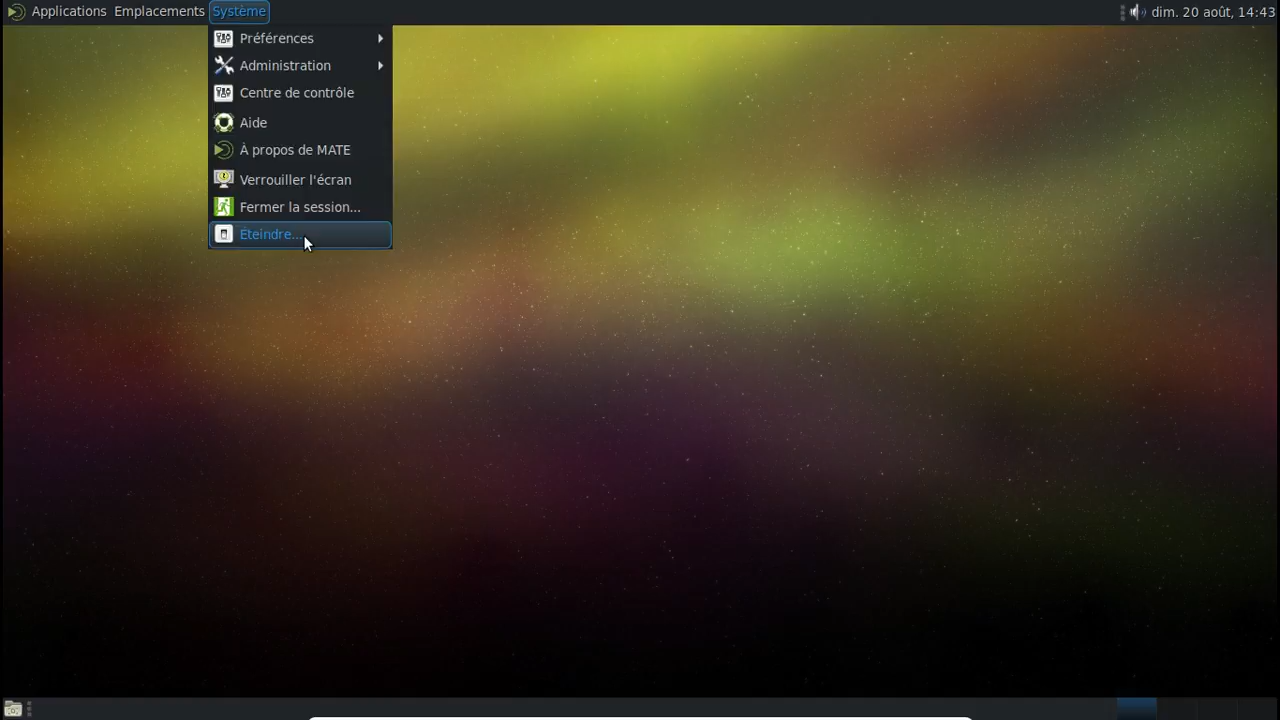 Applications Emplacements Système dim. 20 août, 14:43
Préférences
Administration
Centre de contrôle
Aide
À propos de MATE
Verrouiller l'écran
Fermer la session...
Éteindre...